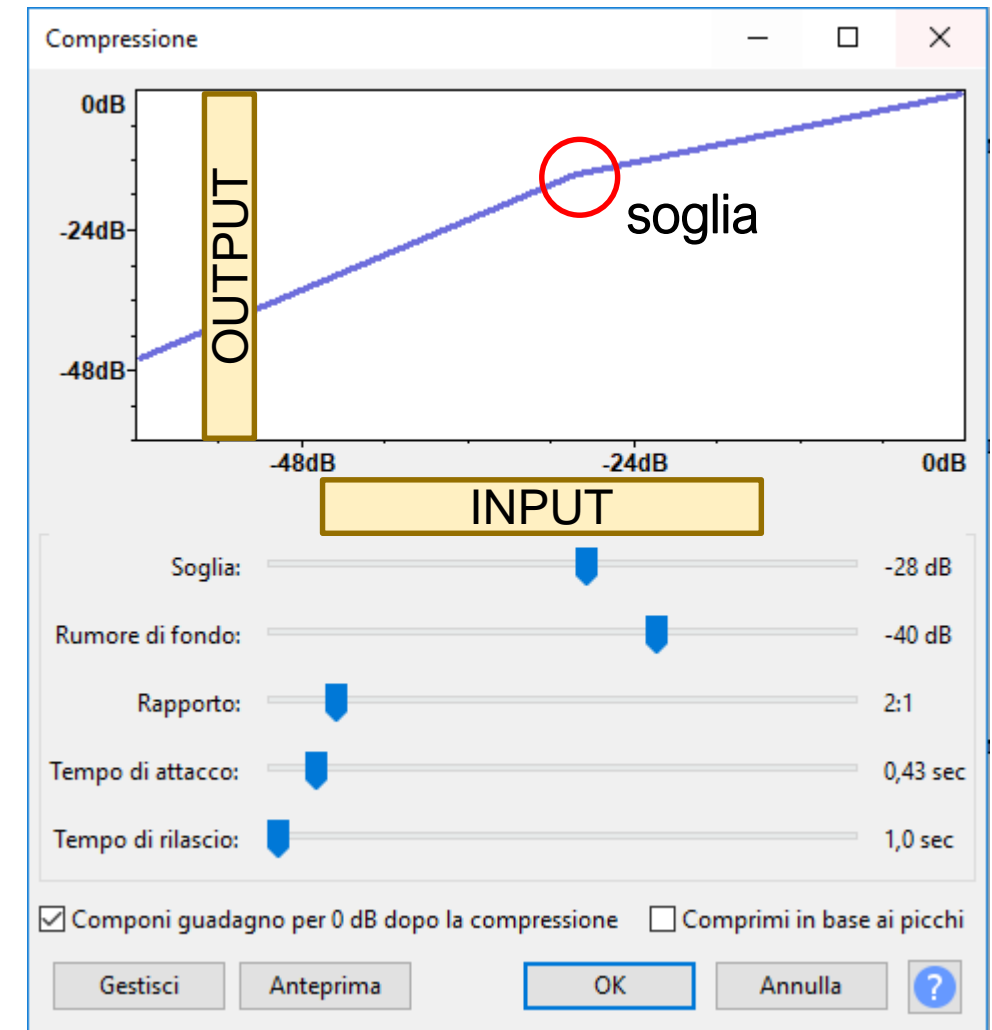 Compressione
0dB
-24dB
-48dB
OUTPUT
soglia
-48dB
-24dB
0dB
INPUT
Soglia:
-28 dB
Rumore di fondo:
-40 dB
Rapporto:
2:1
Tempo di attacco:
0,43 sec
Tempo di rilascio:
1,0 sec
Componi guadagno per 0 dB dopo la compressione
Comprimi in base ai picchi
Gestisci
Anteprima
OK
Annulla
?